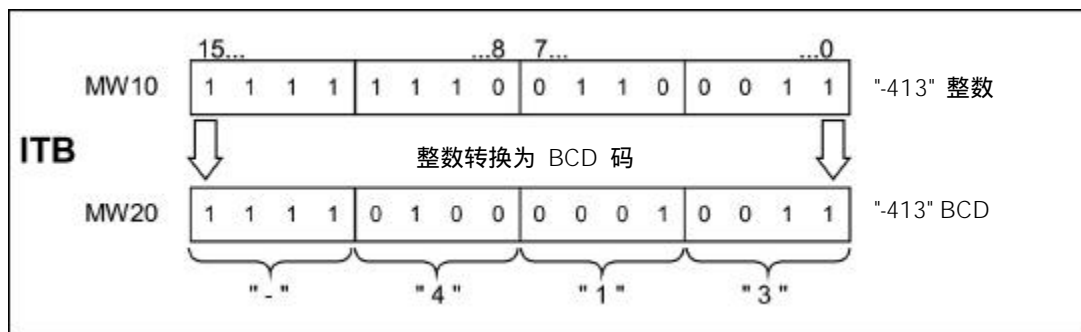 15... ...8 7... ...0
MW10 1 1 1 1 1 1 1 0 0 1 1 0 0 0 1 1 "-413" 整数
ITB 整数转换为 BCD 码
MW20 1 1 1 1 0 1 0 0 0 0 0 1 0 0 1 1 "-413" BCD
"-" "4" "1" "3"